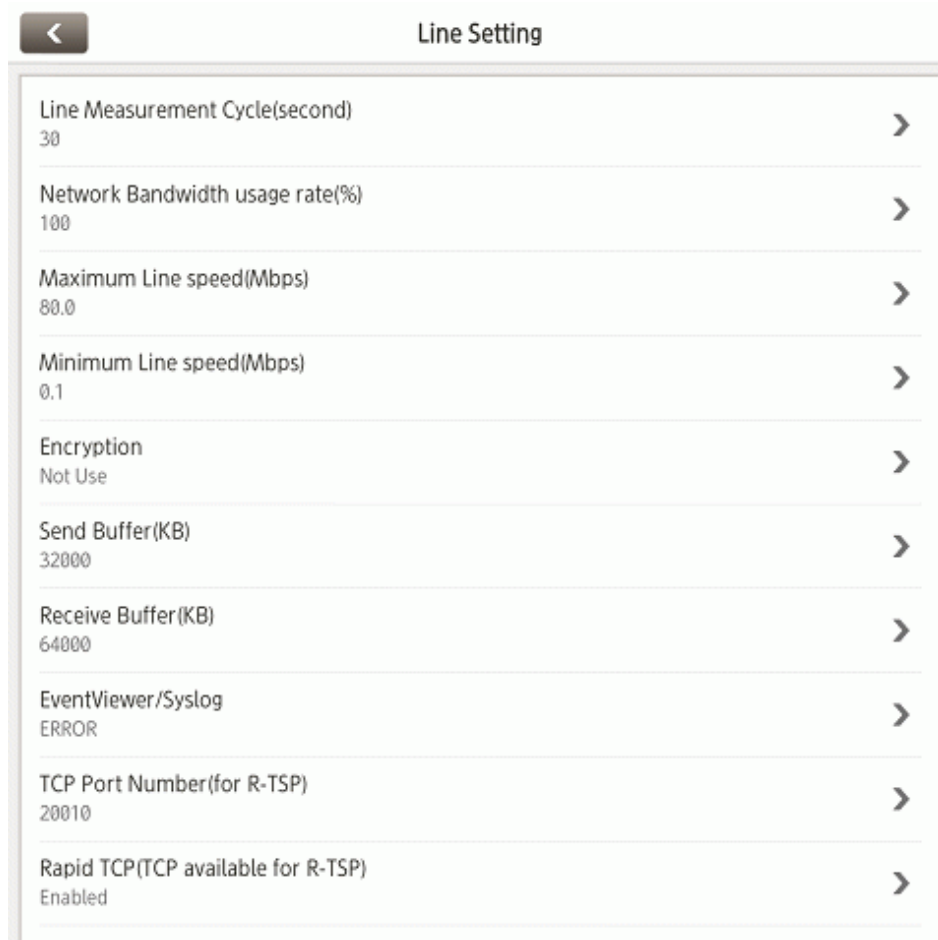 Line Setting
Line Measurement Cycle(second)
30
Network Bandwidth usage rate(%)
100
Maximum Line speed(Mbps)
80.0
Minimum Line speed(Mbps)
0.1
Encryption
Not Use
Send Buffer(KB)
32000
Receive Buffer(KB)
64000
EventViewer/Syslog
ERROR
TCP Port Number(for R-TSP)
20010
Rapid TCP(TCP available for R-TSP)
Enabled